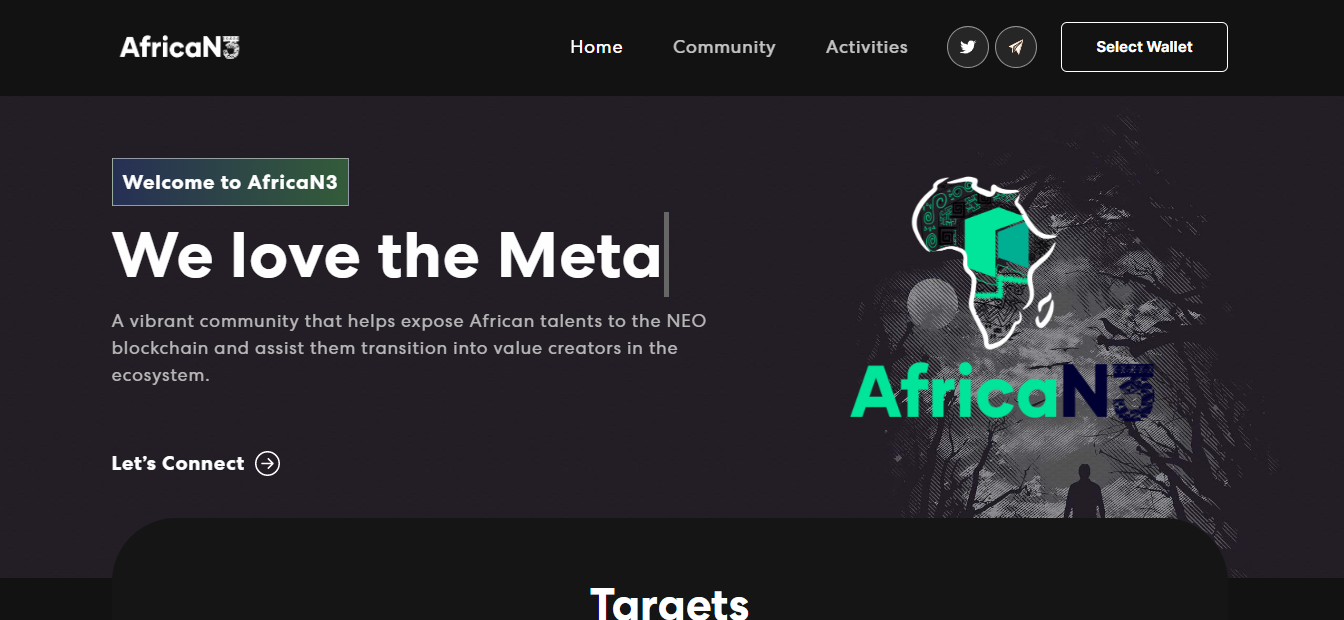 AfricaN3
Home
Community
Activities
Select Wallet
Welcome to AfricaN3
We love the Meta
A vibrant community that helps expose African talents to the NEO
blockchain and assist them transition into value creators in the
ecosystem.
Let’s Connect
AfricaN3
Targets